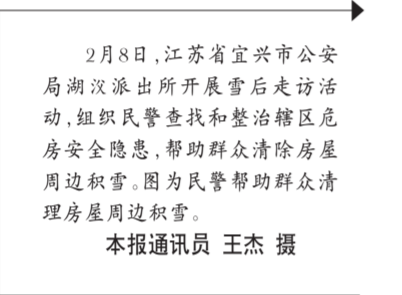 2月8日,江苏省宜兴市公安
局湖㳇派出所开展雪后走访活
动,组织民警查找和整治辖区危
房安全隐患,帮助群众清除房屋
周边积雪。图为民警帮助群众清
理房屋周边积雪。
本报通讯员 王杰 摄